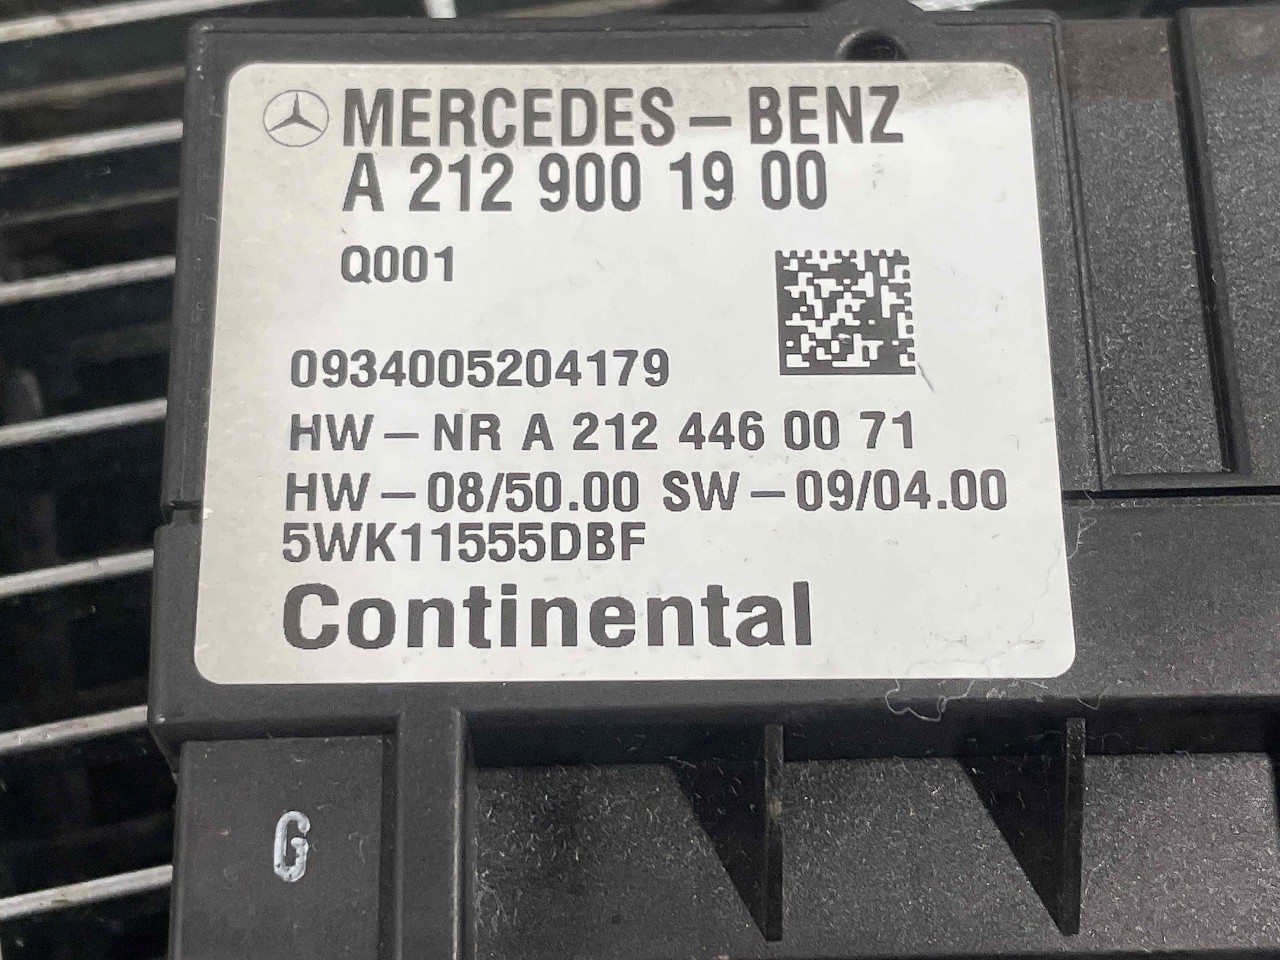 MERCEDES-BENZ
A 212 900 19 00
Q001
0934005204179
HW-NR A 212 446 00 71
HW-08/50.00 SW-09/04.00
5WK11555DBF
Continental
G